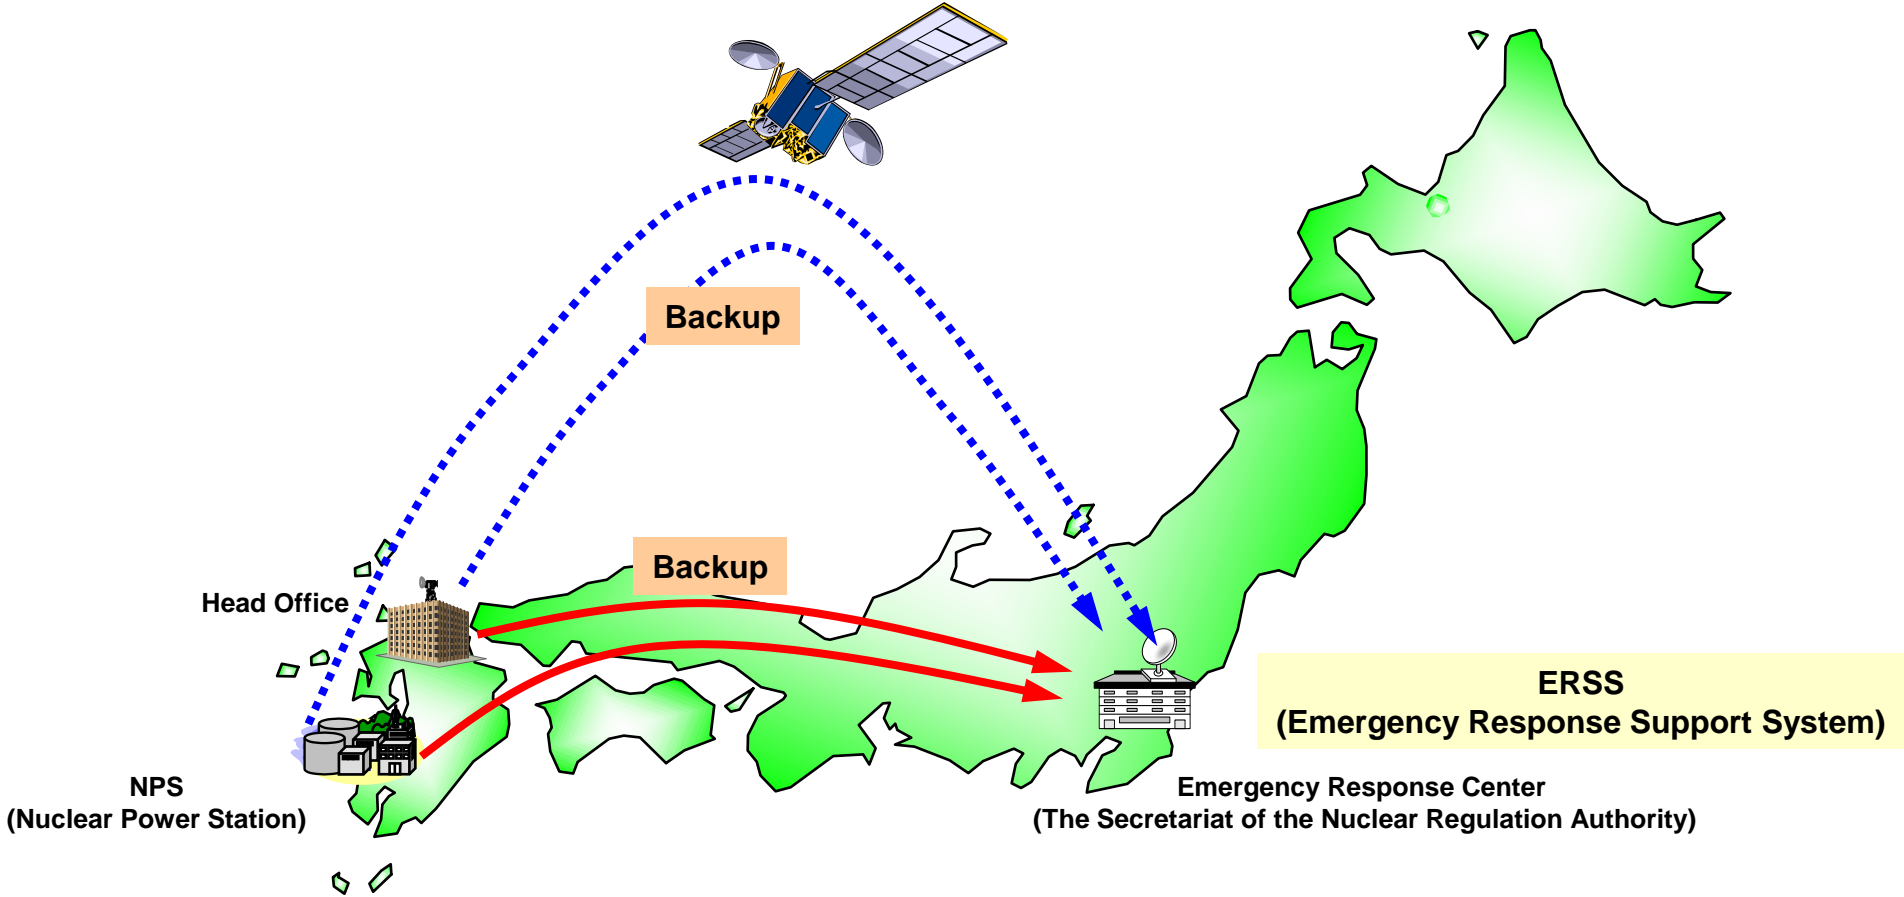 Backup
Backup
Head Office
ERSS
(Emergency Response Support System)
NPS
(Nuclear Power Station)
Emergency Response Center
(The Secretariat of the Nuclear Regulation Authority)